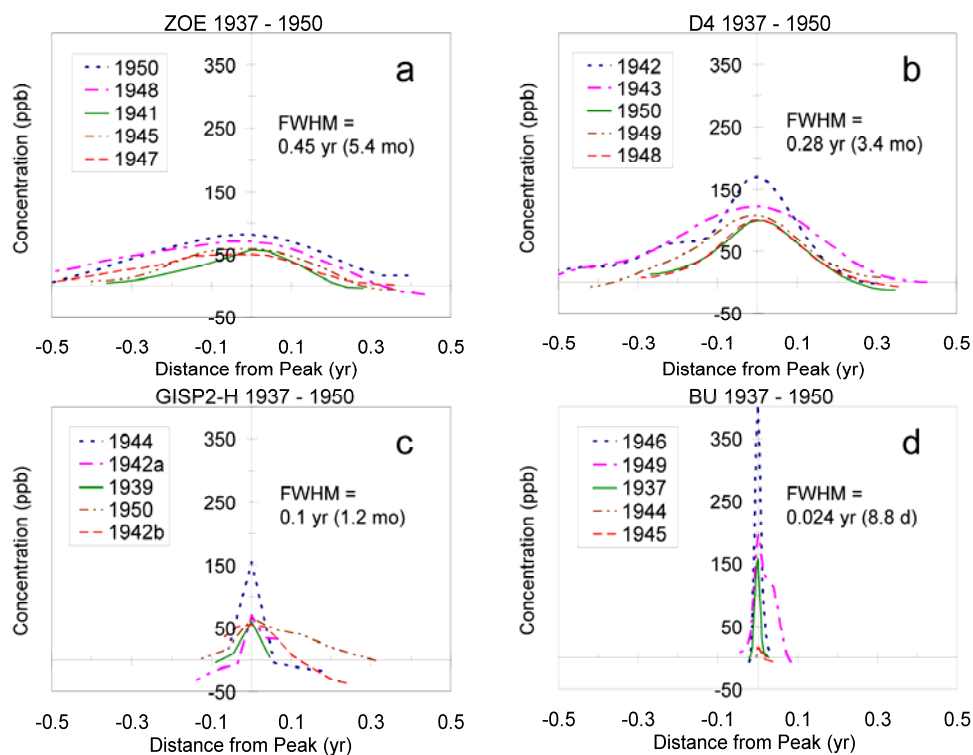 ZOE 1937 - 1950
Concentration (ppb)
350
250
150
50
-50
1950
1948
1941
1945
1947
a
FWHM =
0.45 yr (5.4 mo)
-0.5 -0.3 -0.1 0.1 0.3 0.5
Distance from Peak (yr)
D4 1937 - 1950
Concentration (ppb)
350
250
150
50
-50
1942
1943
1950
1949
1948
b
FWHM =
0.28 yr (3.4 mo)
-0.5 -0.3 -0.1 0.1 0.3 0.5
Distance from Peak (yr)
GISP2-H 1937 - 1950
Concentration (ppb)
350
250
150
50
-50
1944
1942a
1939
1950
1942b
c
FWHM =
0.1 yr (1.2 mo)
-0.5 -0.3 -0.1 0.1 0.3 0.5
Distance from Peak (yr)
BU 1937 - 1950
Concentration (ppb)
350
250
150
50
-50
1946
1949
1937
1944
1945
d
FWHM =
0.024 yr (8.8 d)
-0.5 -0.3 -0.1 0.1 0.3 0.5
Distance from Peak (yr)